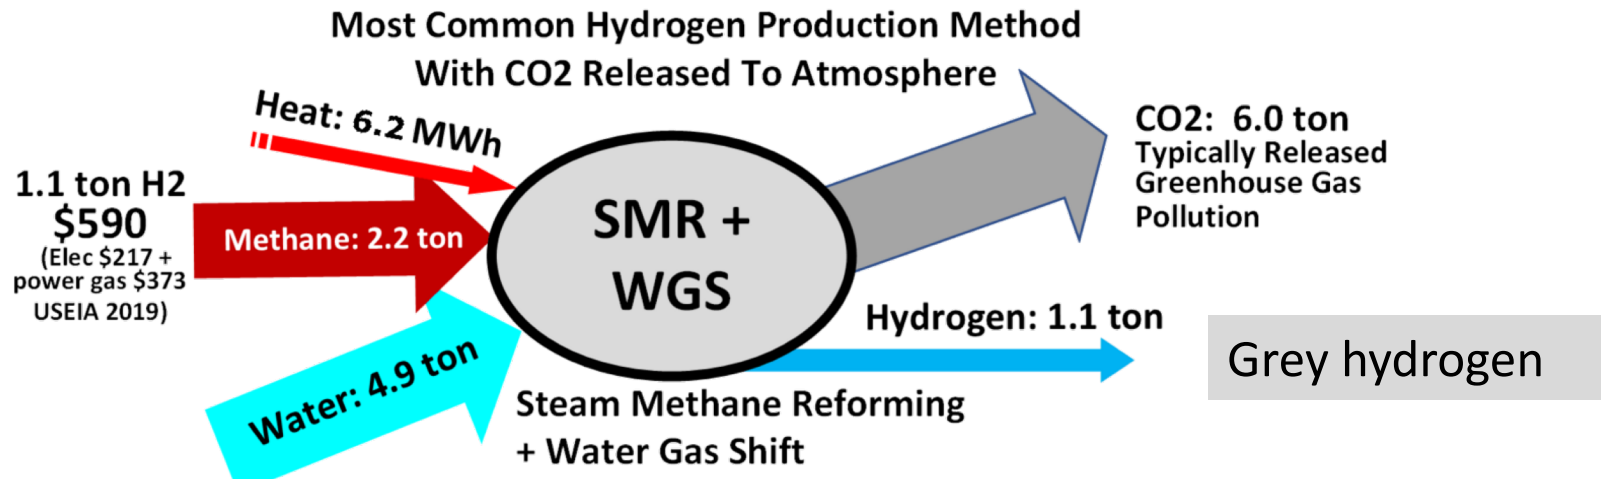 Most Common Hydrogen Production Method
With CO2 Released To Atmosphere
Heat: 6.2 MWh
1.1 ton H2
$590
(Elec $217 +
power gas $373
USEIA 2019)
Methane: 2.2 ton
Water: 4.9 ton
SMR +
WGS
CO2: 6.0 ton
Typically Released
Greenhouse Gas
Pollution
Hydrogen: 1.1 ton
Steam Methane Reforming
+ Water Gas Shift
Grey hydrogen